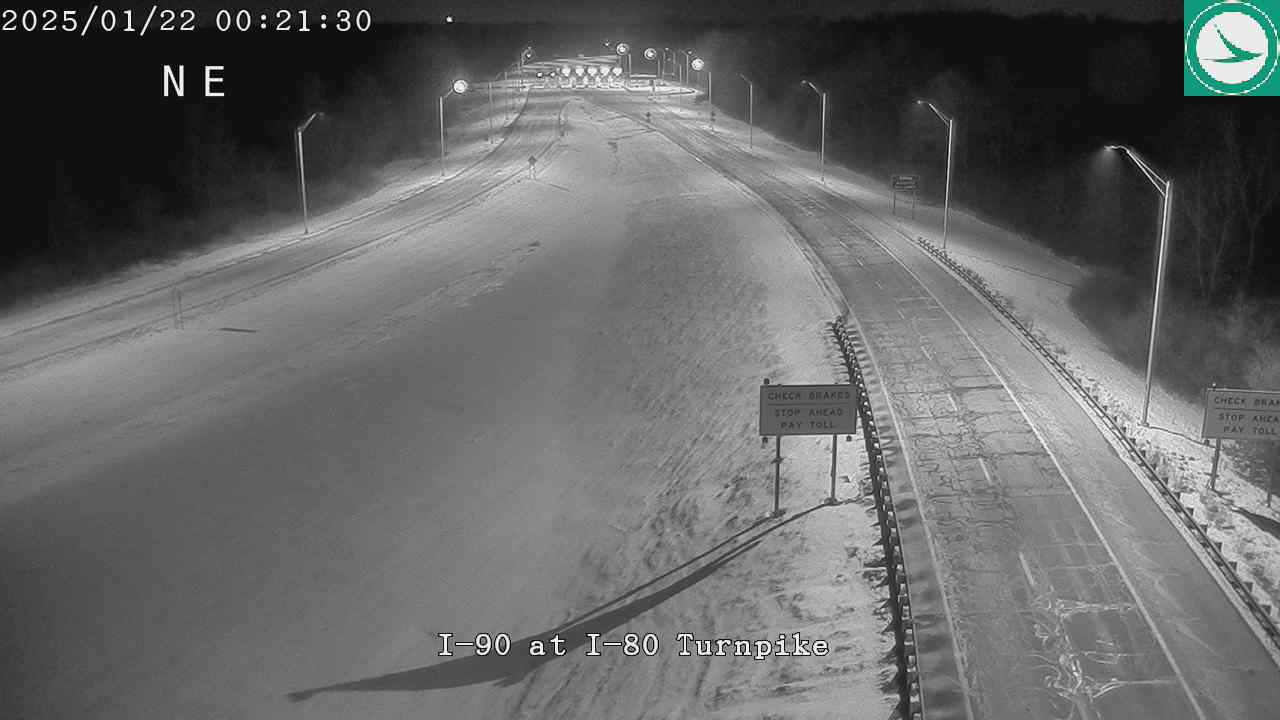 2025/01/22 00:21:30
N E
CHECK BRAKES
STOP AHEAD
PAY TOLL
CHECK BRAK
STOP AHEA
PAY TOLL
I-90 at I-80 Turnpike